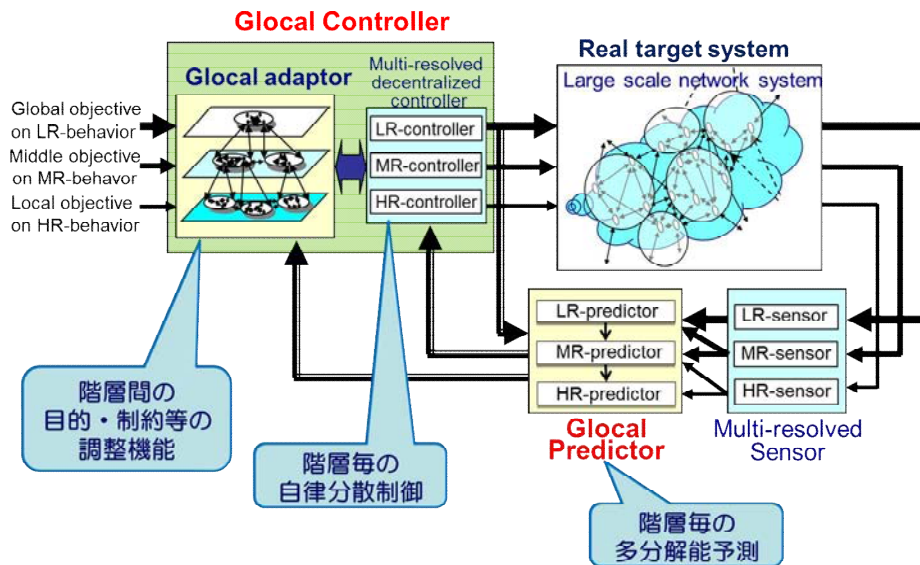 Glocal Controller
Glocal adaptor
Multi-resolved
decentralized
controller
Global objective
on LR-behavior
Middle objective
on MR-behavor
Local objective
on HR-behavior
LR-controller
MR-controller
HR-controller
Real target system
Large scale network system
LR-predictor
MR-predictor
HR-predictor
LR-sensor
MR-sensor
HR-sensor
Glocal
Predictor
Multi-resolved
Sensor
階層間の
目的・制約等の
調整機能
階層毎の
自律分散制御
階層毎の
多分解能予測